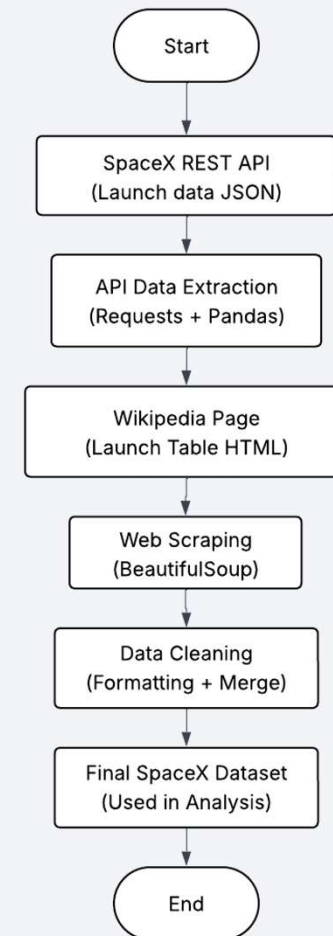 Start
SpaceX REST API
(Launch data JSON)
API Data Extraction
(Requests + Pandas)
Wikipedia Page
(Launch Table HTML)
Web Scraping
(BeautifulSoup)
Data Cleaning
(Formatting + Merge)
Final SpaceX Dataset
(Used in Analysis)
End